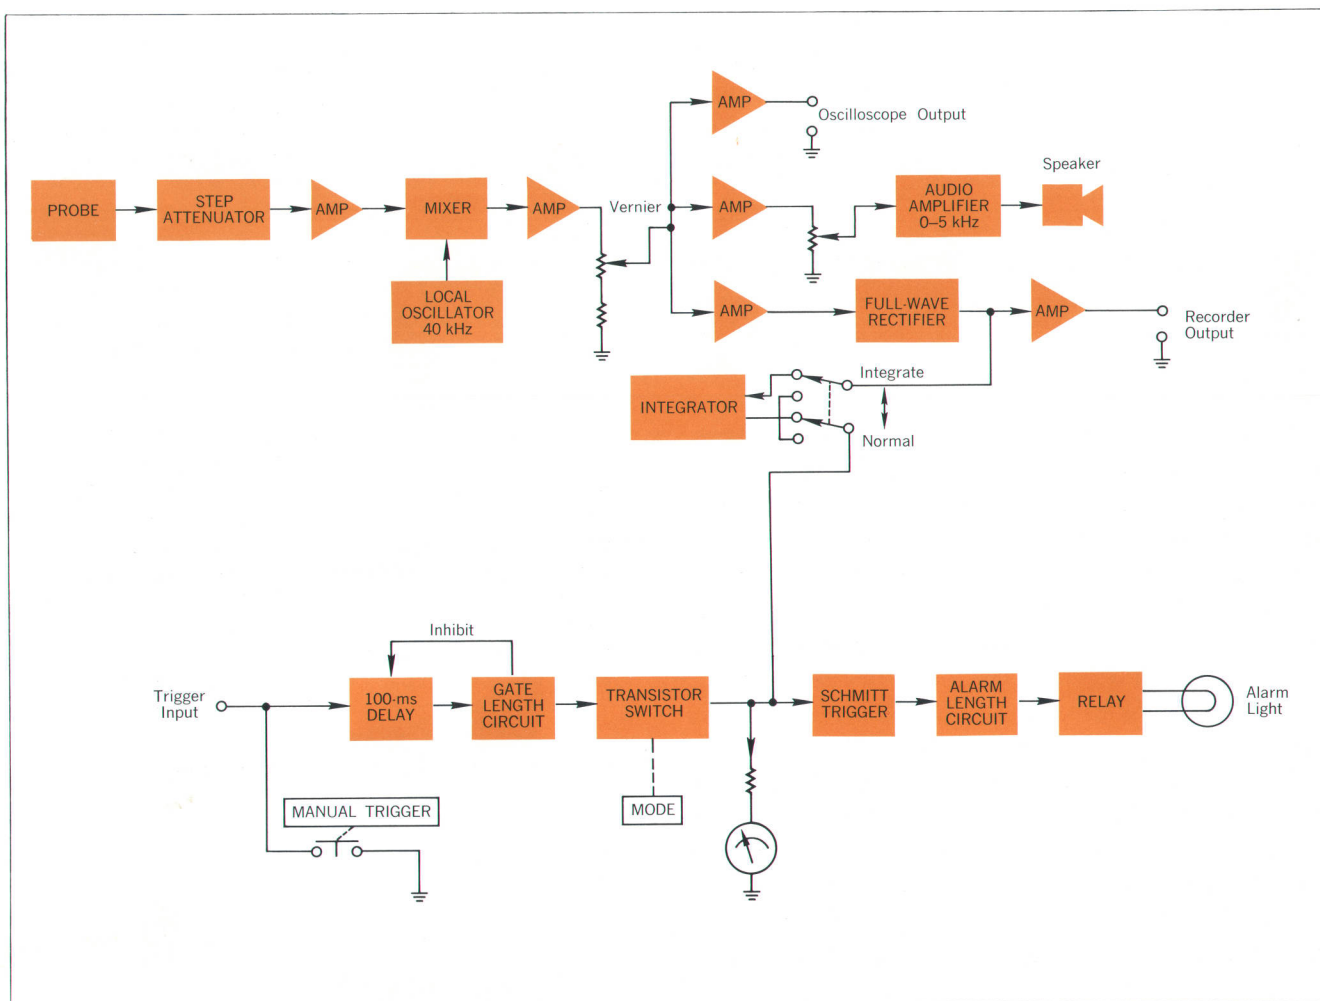 AMP
Oscilloscope Output
Speaker
PROBE
STEP
ATTENUATOR
AMP
MIXER
AMP
Vernier
AMP
AUDIO
AMPLIFIER
0–5 kHz
LOCAL
OSCILLATOR
40 kHz
AMP
FULL-WAVE
RECTIFIER
AMP
Recorder
Output
Integrate
INTEGRATOR
Normal
Inhibit
Trigger
Input
100-ms
DELAY
GATE
LENGTH
CIRCUIT
TRANSISTOR
SWITCH
SCHMITT
TRIGGER
ALARM
LENGTH
CIRCUIT
RELAY
Alarm
Light
MANUAL TRIGGER
MODE